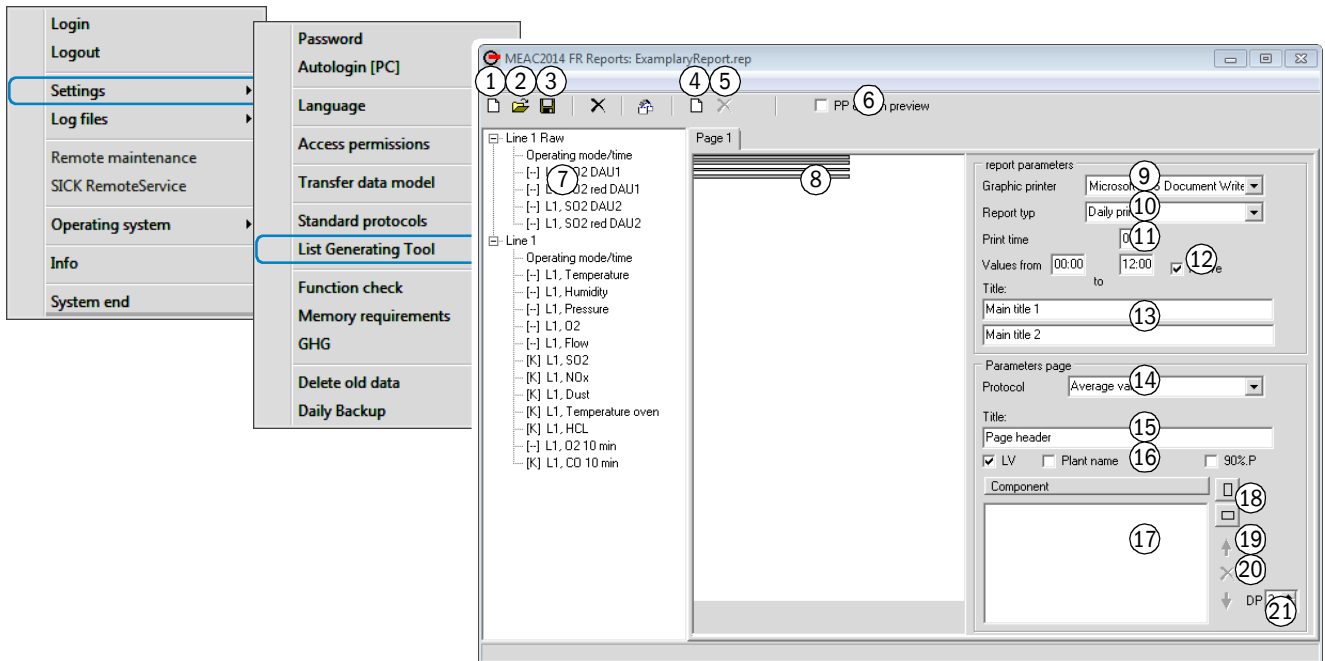 Login
Logout
Settings
Log files
Remote maintenance
SICK RemoteService
Operating system
Info
System end
Password
Autologin [PC]
Language
Access permissions
Transfer data model
Standard protocols
List Generating Tool
Function check
Memory requirements
GHG
Delete old data
Daily Backup
MEAC2014 FR Reports: ExamplaryReport.rep
1 2 3 4 5
PP 6 preview
Line 1 Raw
Operating mode/time
[--] 7 DAU1
[--] red DAU1
[--] L1, SO2 DAU2
[--] L1, SO2 red DAU2
Line 1
Operating mode/time
[--] L1, Temperature
[--] L1, Humidity
[--] L1, Pressure
[--] L1, O2
[--] L1, Flow
[K] L1, SO2
[K] L1, NOx
[K] L1, Dust
[K] L1, Temperature oven
[K] L1, HCL
[--] L1, O2 10 min
[K] L1, CO 10 min
Page 1
8
report parameters
Graphic printer 9 Document Write
Report typ Daily 10
Print time 11
Values from 00:00 to 12:00 12
Title:
Main title 1
13
Main title 2
Parameters page
Protocol Average 14
Title:
Page header 15
LV Plant name 16 90%.P
Component
17
18
19
20
DP 21